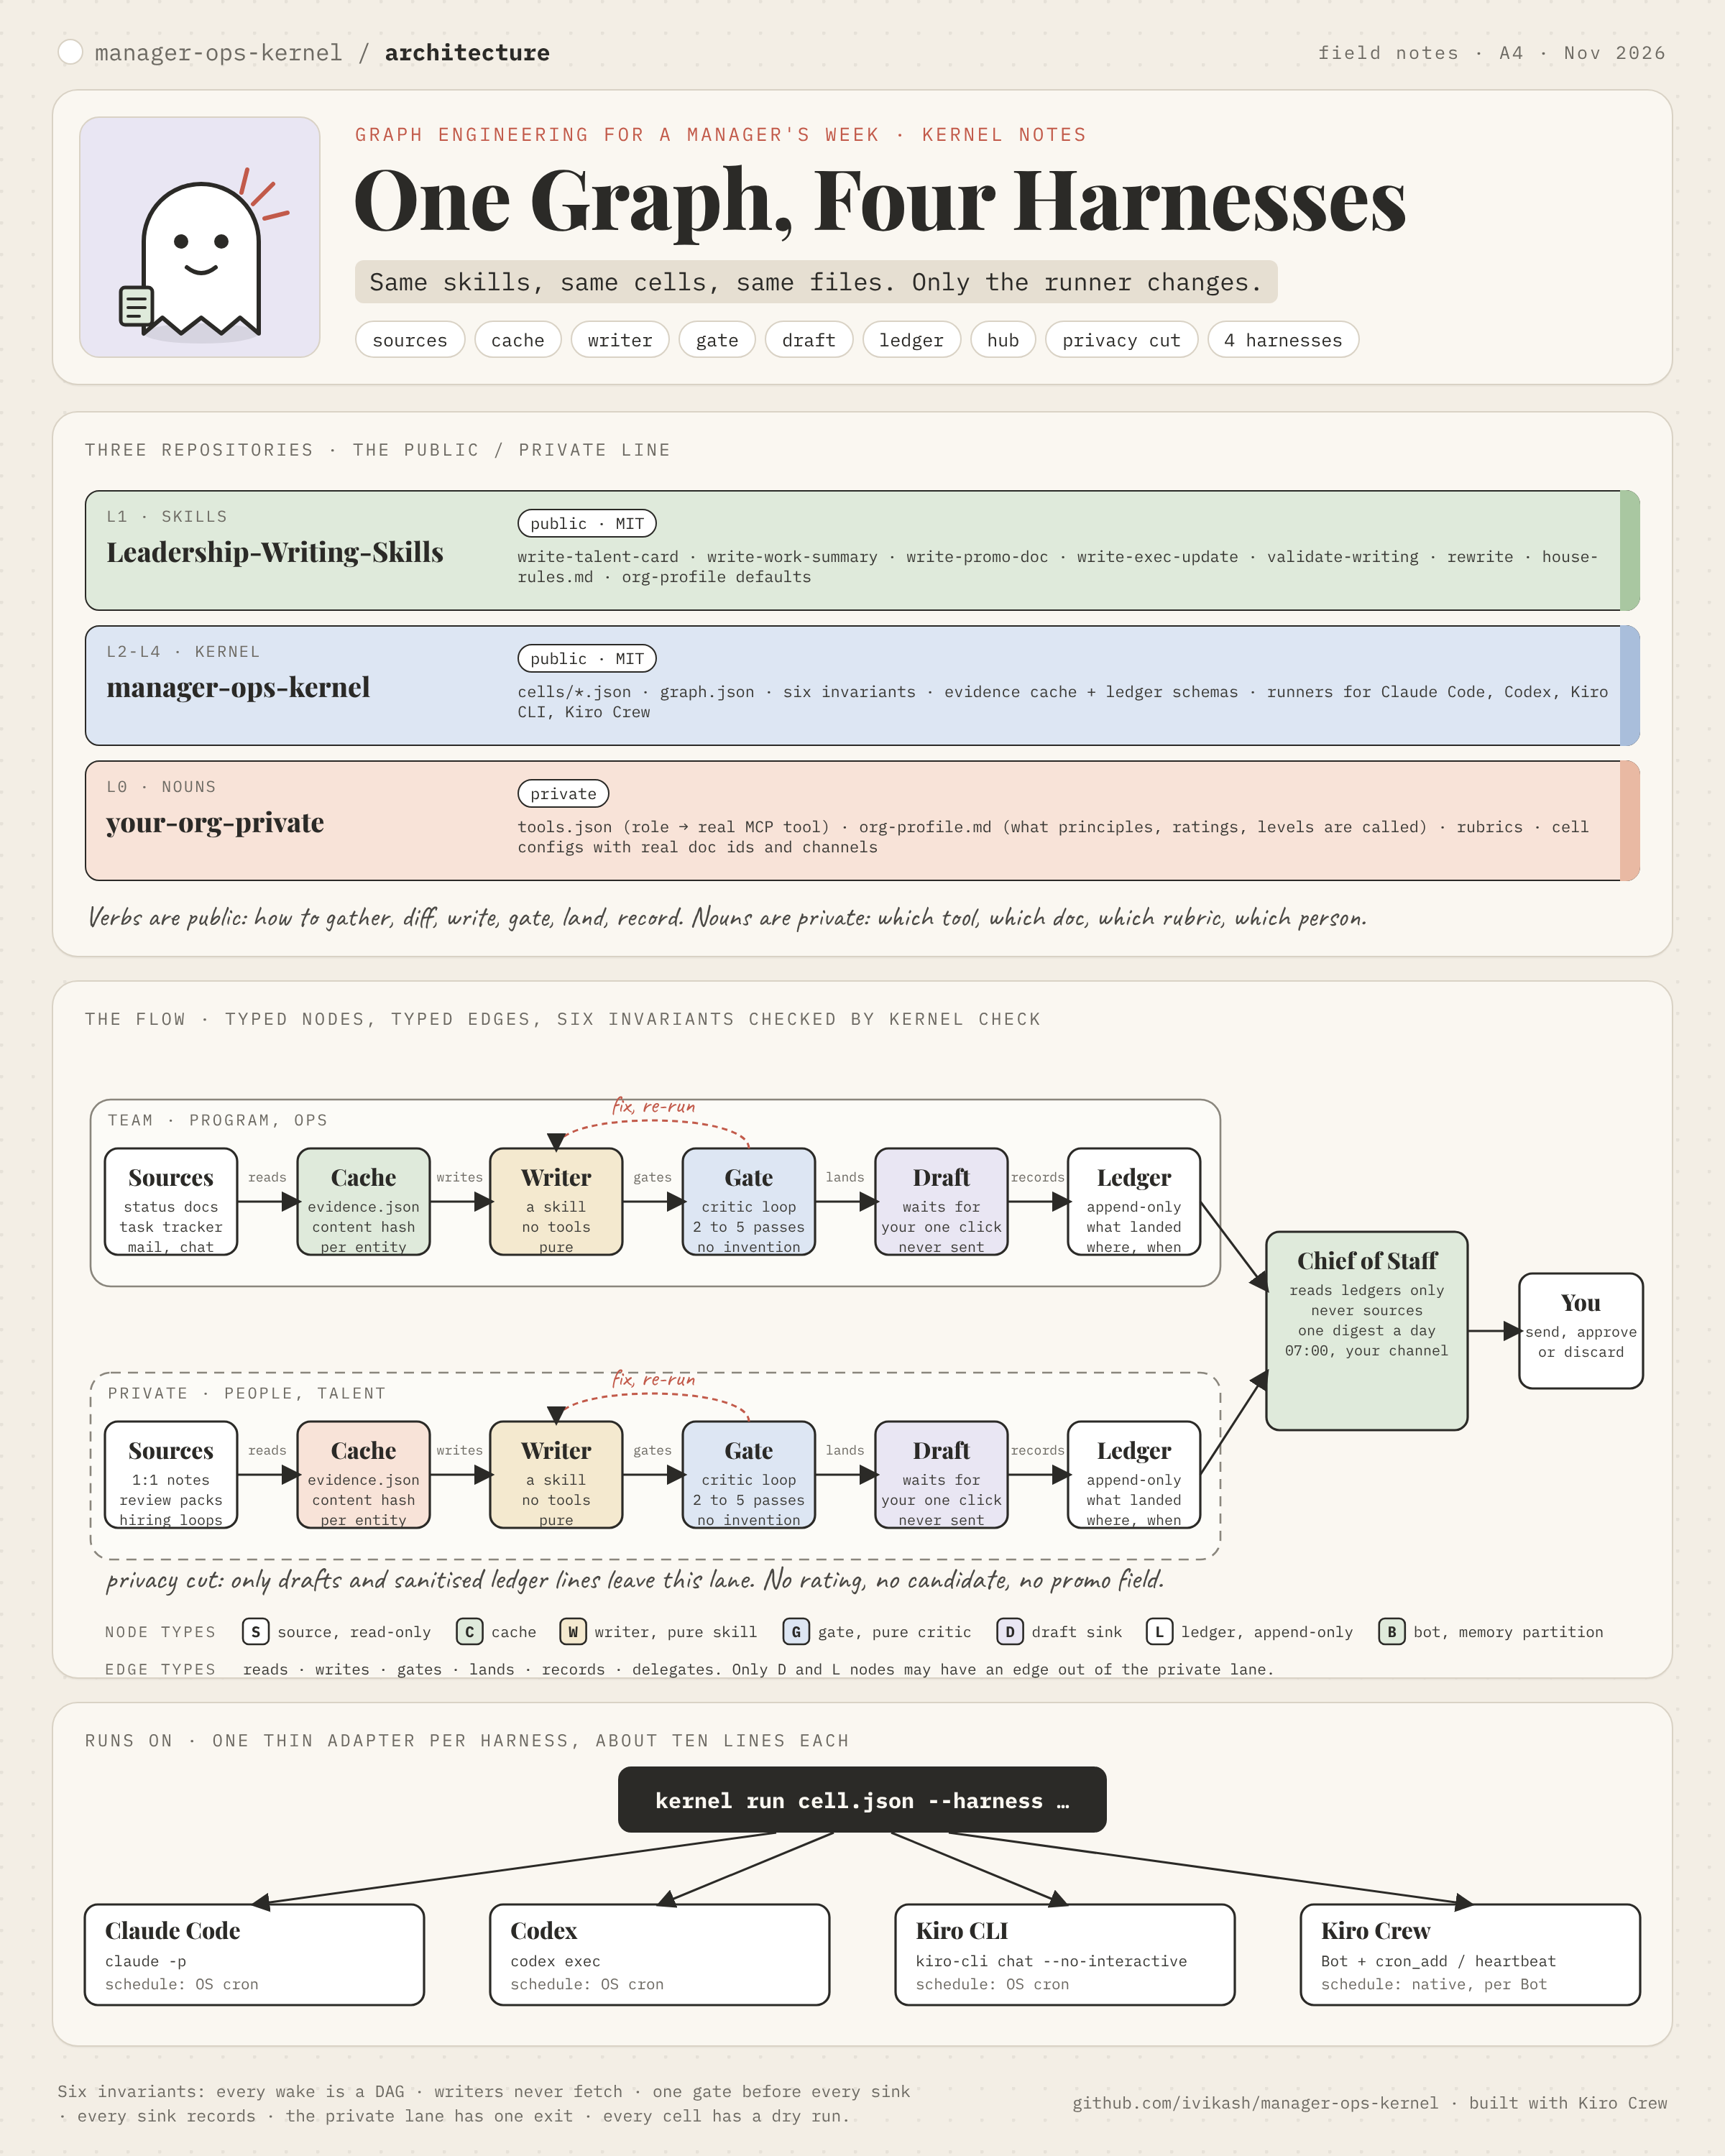 manager-ops-kernel / architecture
field notes · A4 · Nov 2026
GRAPH ENGINEERING FOR A MANAGER'S WEEK · KERNEL NOTES
One Graph, Four Harnesses
Same skills, same cells, same files. Only the runner changes.
sources cache writer gate draft ledger hub privacy cut 4 harnesses
THREE REPOSITORIES · THE PUBLIC / PRIVATE LINE
L1 · SKILLS
Leadership-Writing-Skills
public · MIT
write-talent-card · write-work-summary · write-promo-doc · write-exec-update · validate-writing · rewrite · house-
rules.md · org-profile defaults
L2-L4 · KERNEL
manager-ops-kernel
public · MIT
cells/*.json · graph.json · six invariants · evidence cache + ledger schemas · runners for Claude Code, Codex, Kiro
CLI, Kiro Crew
L0 · NOUNS
your-org-private
private
tools.json (role → real MCP tool) · org-profile.md (what principles, ratings, levels are called) · rubrics · cell
configs with real doc ids and channels
Verbs are public: how to gather, diff, write, gate, land, record. Nouns are private: which tool, which doc, which rubric, which person.
THE FLOW · TYPED NODES, TYPED EDGES, SIX INVARIANTS CHECKED BY KERNEL CHECK
TEAM · PROGRAM, OPS
fix, re-run
Sources
status docs
task tracker
mail, chat
reads
Cache
evidence.json
content hash
per entity
writes
Writer
a skill
no tools
pure
gates
Gate
critic loop
2 to 5 passes
no invention
lands
Draft
waits for
your one click
never sent
records
Ledger
append-only
what landed
where, when
Chief of Staff
reads ledgers only
never sources
one digest a day
07:00, your channel
You
send, approve
or discard
PRIVATE · PEOPLE, TALENT
fix, re-run
Sources
1:1 notes
review packs
hiring loops
reads
Cache
evidence.json
content hash
per entity
writes
Writer
a skill
no tools
pure
gates
Gate
critic loop
2 to 5 passes
no invention
lands
Draft
waits for
your one click
never sent
records
Ledger
append-only
what landed
where, when
privacy cut: only drafts and sanitised ledger lines leave this lane. No rating, no candidate, no promo field.
NODE TYPES S source, read-only C cache W writer, pure skill G gate, pure critic D draft sink L ledger, append-only B bot, memory partition
EDGE TYPES reads · writes · gates · lands · records · delegates. Only D and L nodes may have an edge out of the private lane.
RUNS ON · ONE THIN ADAPTER PER HARNESS, ABOUT TEN LINES EACH
kernel run cell.json --harness …
Claude Code
claude -p
schedule: OS cron
Codex
codex exec
schedule: OS cron
Kiro CLI
kiro-cli chat --no-interactive
schedule: OS cron
Kiro Crew
Bot + cron_add / heartbeat
schedule: native, per Bot
Six invariants: every wake is a DAG · writers never fetch · one gate before every sink
· every sink records · the private lane has one exit · every cell has a dry run.
github.com/ivikash/manager-ops-kernel · built with Kiro Crew